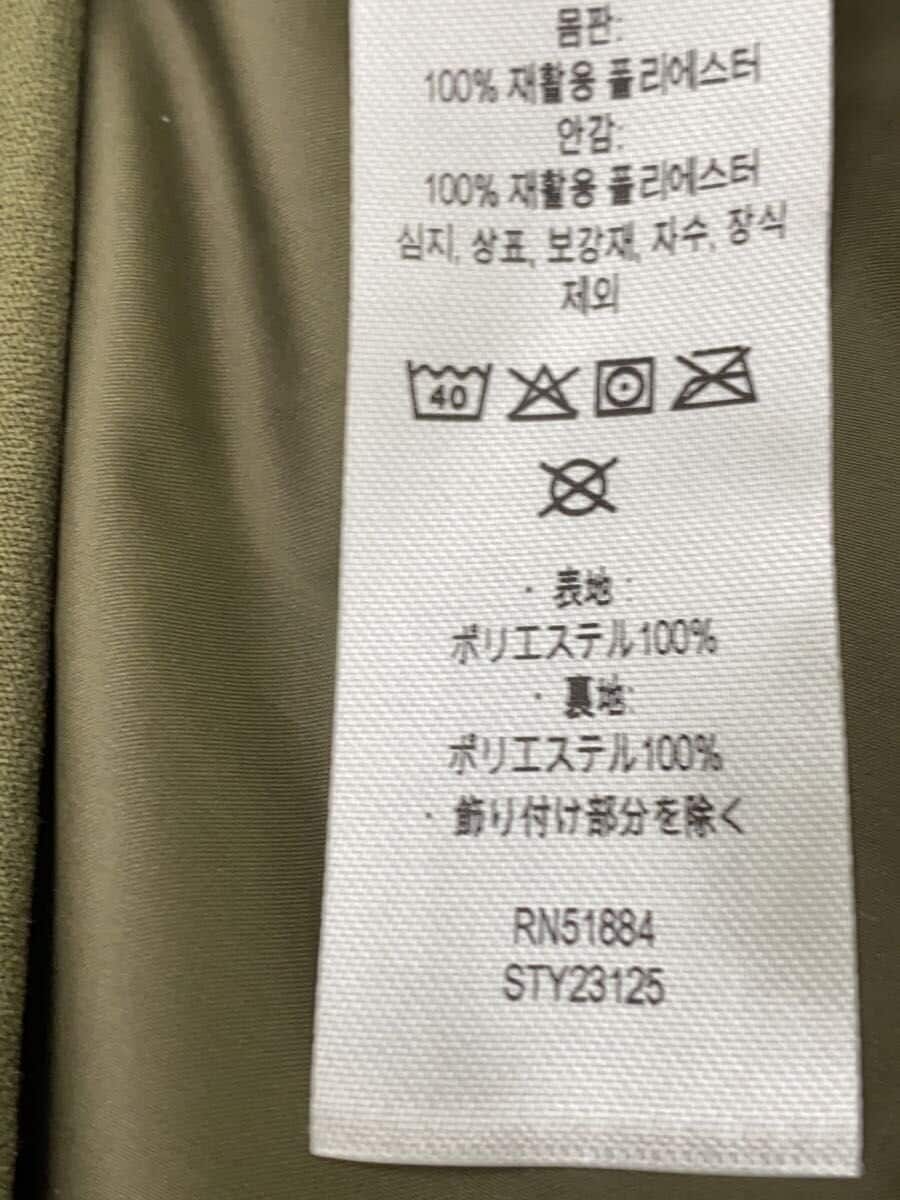 몸판:
100% 재활용 폴리에스터
안감:
100% 재활용 폴리에스터
심지, 상표, 보강재, 자수, 장식
제외
40
· 表地 :
ポリエステル100%
· 裏地:
ポリエステル100%
· 飾り付け部分を除く
RN51884
STY23125